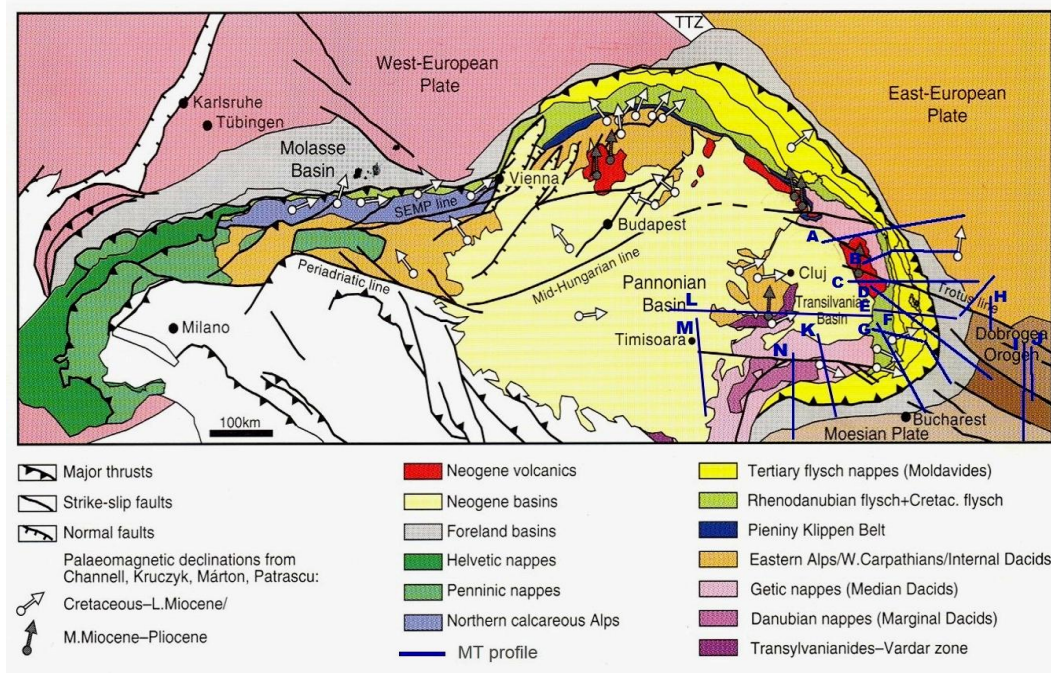 TTZ
West-European
Plate
East-European
Plate
Karlsruhe
Tübingen
Molasse
Basin
Vienna
SEMP line
Budapest
Mid-Hungarian line
Periadriatic line
Pannonian
Basin
Cluj
Transilvanian
Basin
Trotus line
Milano
Timisoara
Dobrogea
Orogen
Bucharest
Moesian Plate
100km
A
B
C
D
E
F
G
H
I
J
K
L
M
N
Major thrusts
Strike-slip faults
Normal faults
Palaeomagnetic declinations from
Channell, Kruczyk, Márton, Patrascu:
Cretaceous–L.Miocene/
M.Miocene–Pliocene
Neogene volcanics
Neogene basins
Foreland basins
Helvetic nappes
Penninic nappes
Northern calcareous Alps
MT profile
Tertiary flysch nappes (Moldavides)
Rhenodanubian flysch+Cretac. flysch
Pieniny Klippen Belt
Eastern Alps/W.Carpathians/Internal Dacids
Getic nappes (Median Dacids)
Danubian nappes (Marginal Dacids)
Transylvanianides–Vardar zone